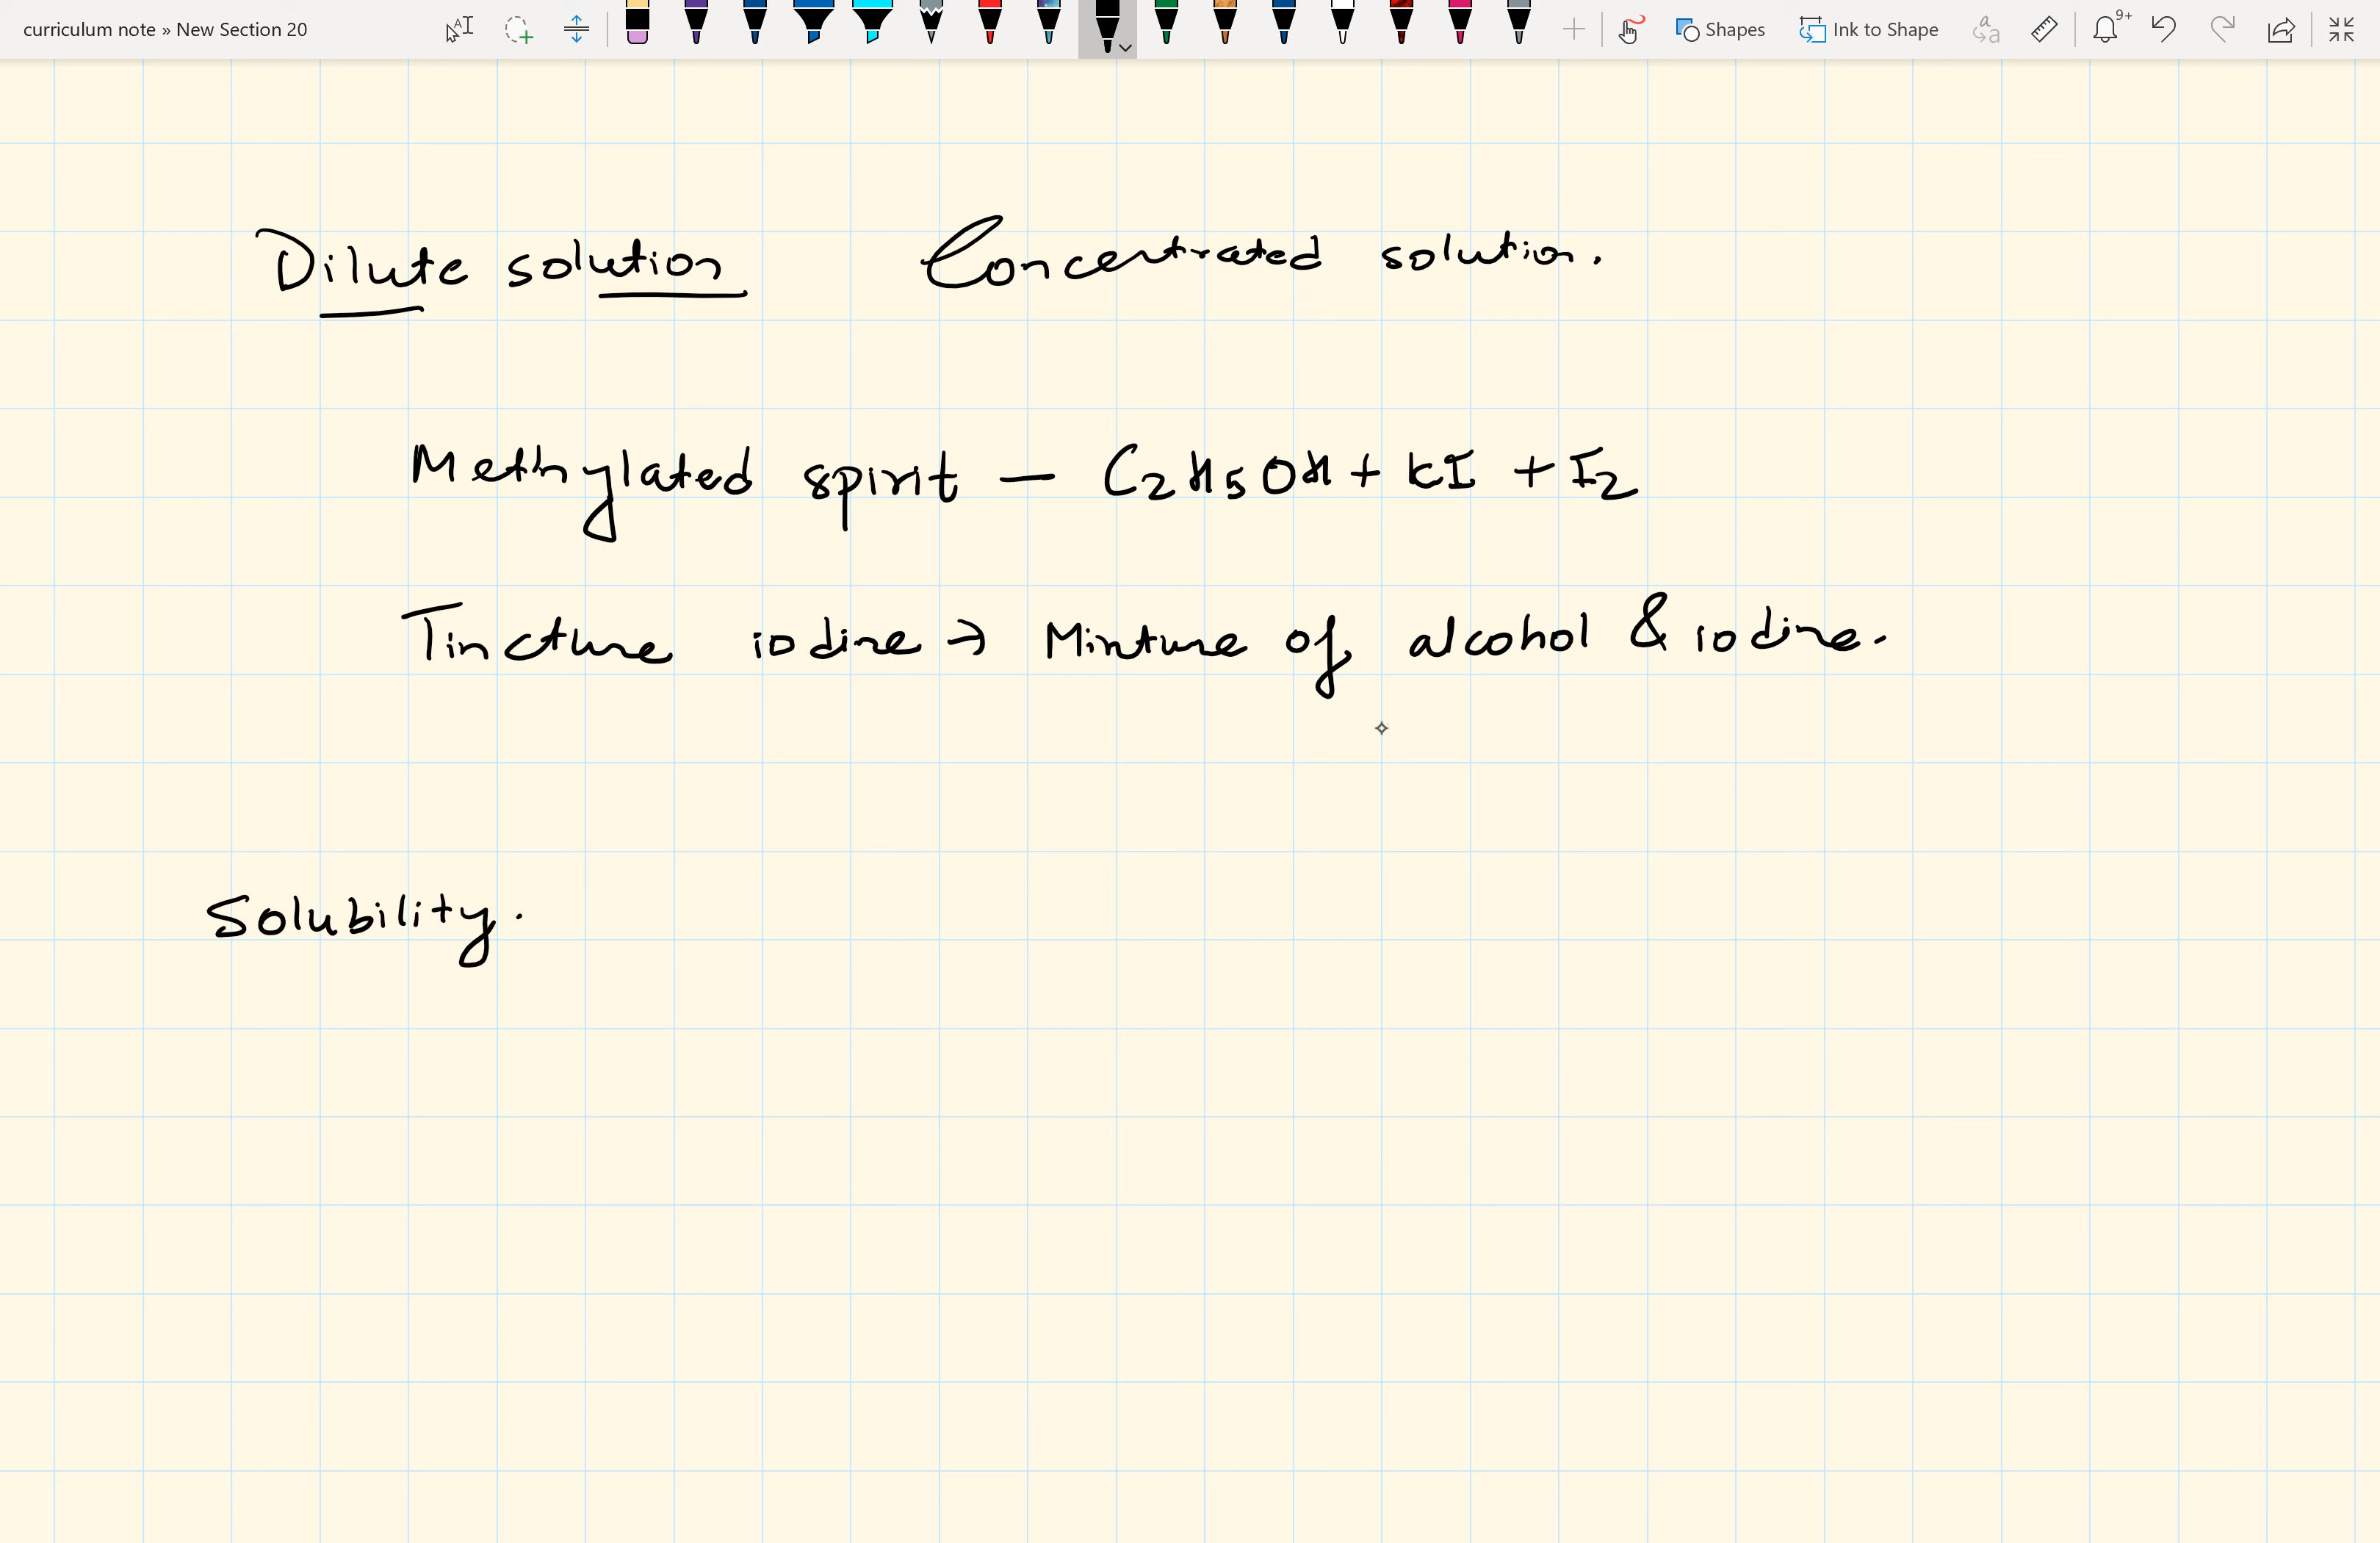 curriculum note » New Section 20 Shapes Ink to Shape 9+
Dilute solution Concentrated solution.
Methylated spirit — C2H5OH + KI + I2
Tincture iodine → Mixture of alcohol & iodine.
Solubility.